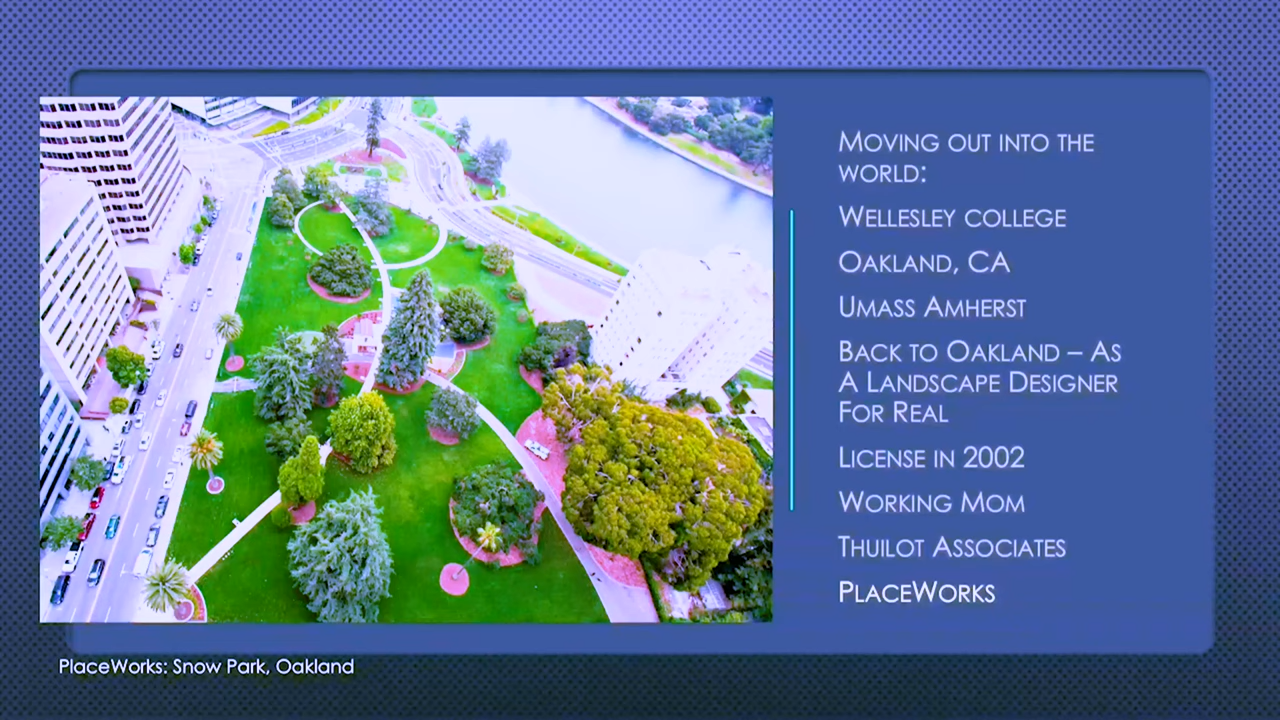 Moving out into the
world:
Wellesley college
Oakland, CA
Umass Amherst
Back to Oakland – As
A Landscape Designer
For Real
License in 2002
Working Mom
Thuilot Associates
PlaceWorks
PlaceWorks: Snow Park, Oakland